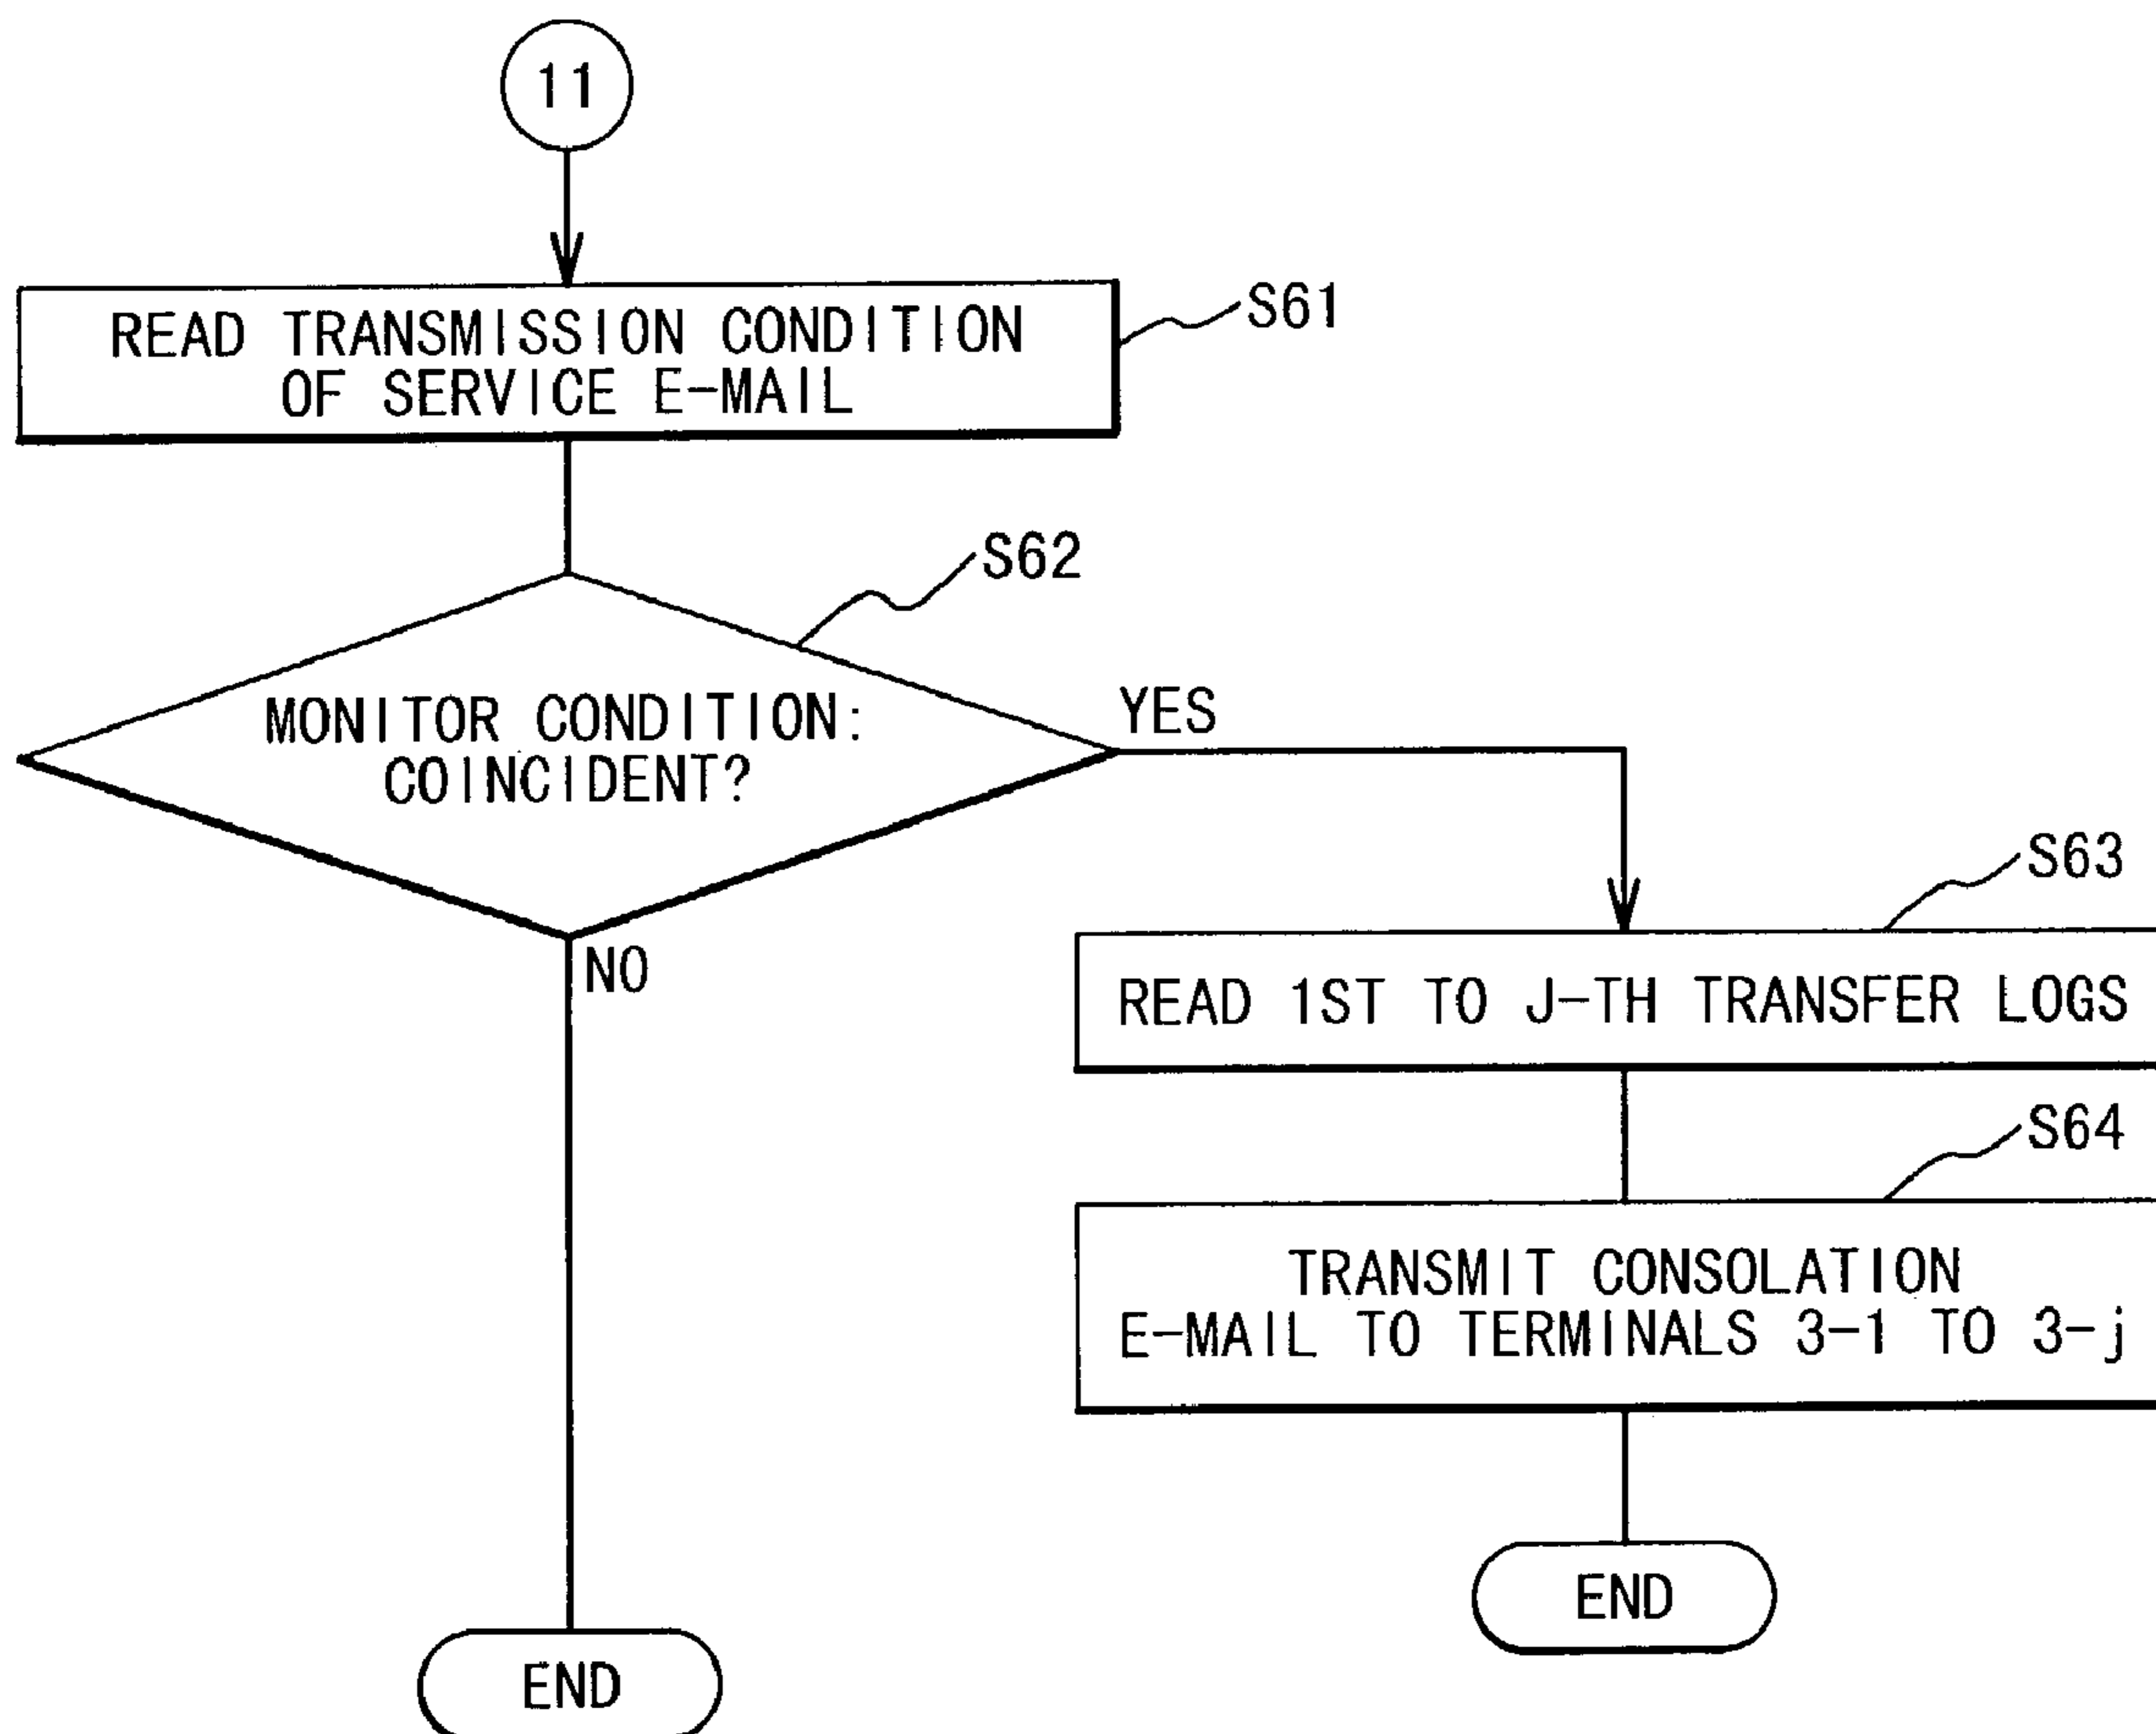 11
READ TRANSMISSION CONDITION
OF SERVICE E-MAIL
S61
S62
MONITOR CONDITION:
COINCIDENT?
YES
NO
S63
READ 1ST TO J-TH TRANSFER LOGS
S64
TRANSMIT CONSOLATION
E-MAIL TO TERMINALS 3-1 TO 3-j
END
END